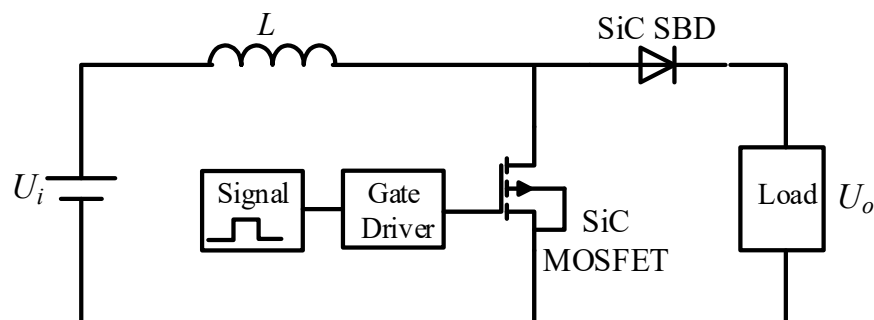 L
SiC SBD
U_i
Signal
Gate
Driver
SiC
MOSFET
Load
U_o